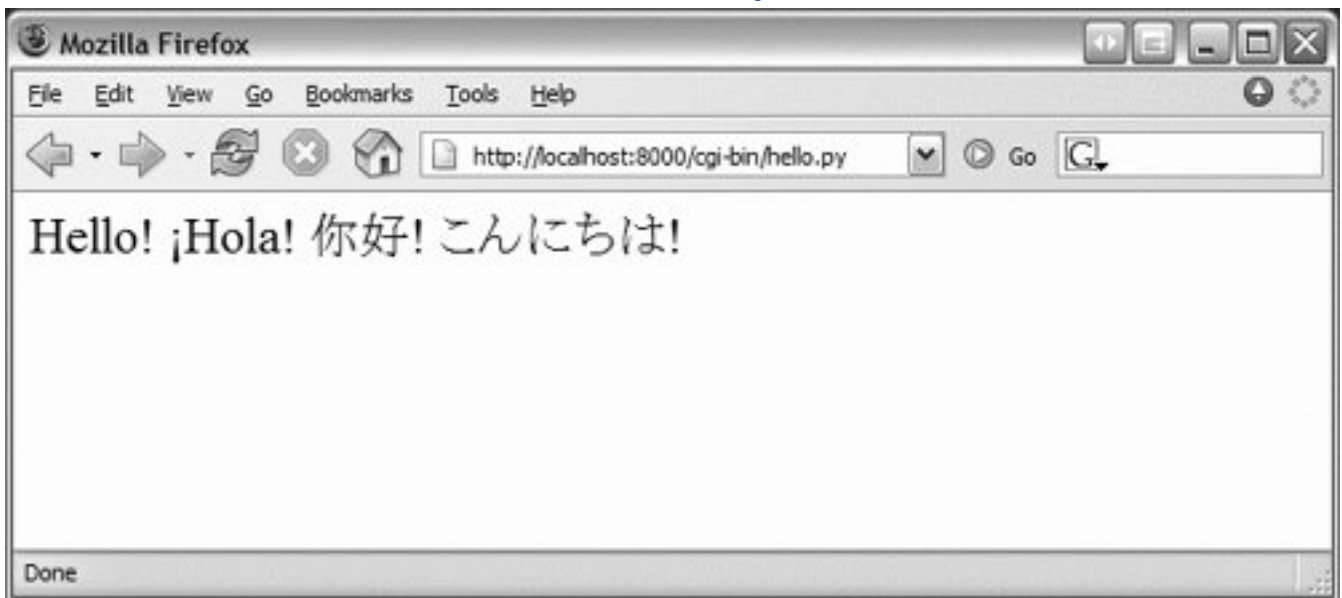 Mozilla Firefox
File Edit View Go Bookmarks Tools Help
http://localhost:8000/cgi-bin/hello.py Go G
Hello! ¡Hola! 你好! こんにちは!
Done